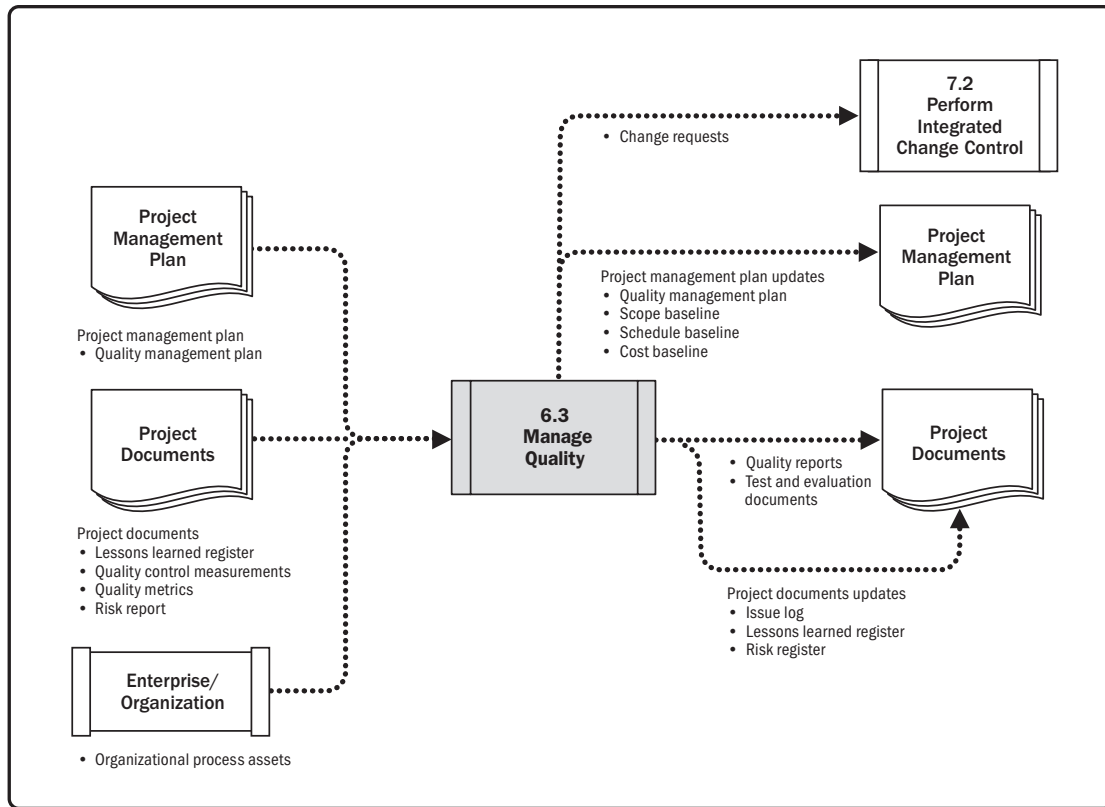 7.2
Perform
Integrated
Change Control
• Change requests
Project
Management
Plan
Project management plan
• Quality management plan
Project
Management
Plan
Project management plan updates
• Quality management plan
• Scope baseline
• Schedule baseline
• Cost baseline
Project
Documents
Project documents
• Lessons learned register
• Quality control measurements
• Quality metrics
• Risk report
6.3
Manage
Quality
Project
Documents
• Quality reports
• Test and evaluation
documents
Project documents updates
• Issue log
• Lessons learned register
• Risk register
Enterprise/
Organization
• Organizational process assets